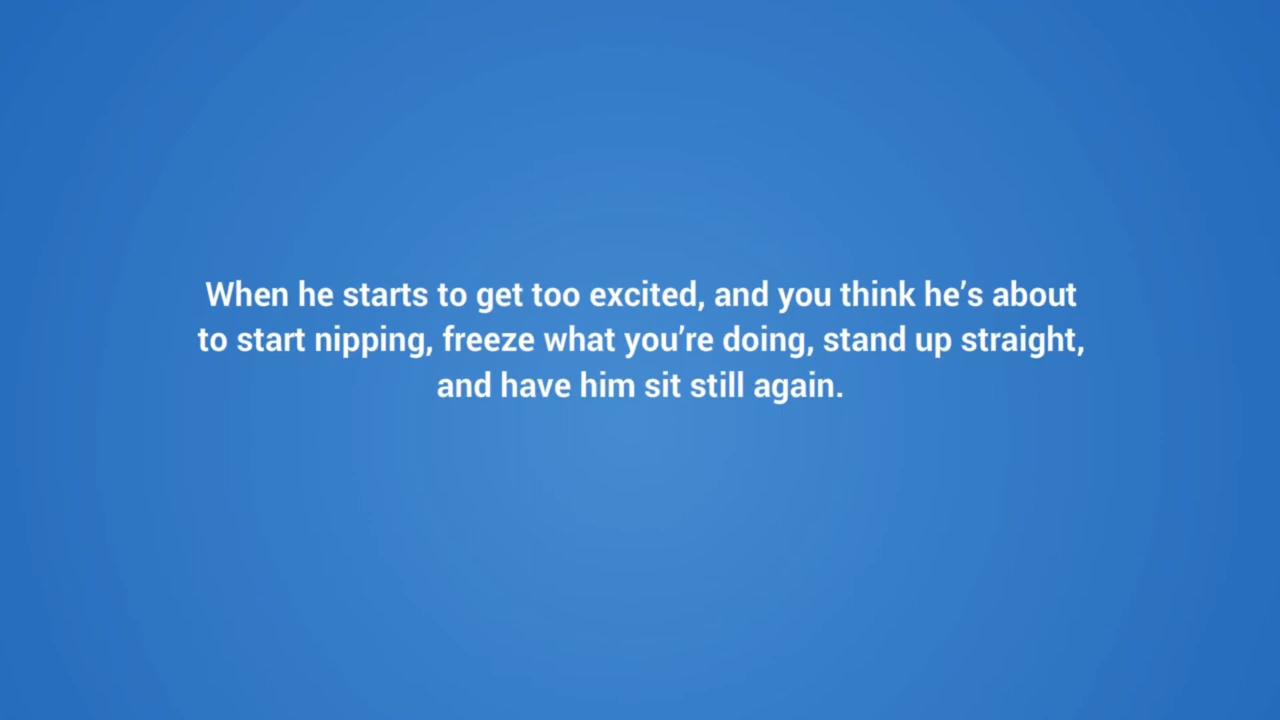 When he starts to get too excited, and you think he’s about
to start nipping, freeze what you’re doing, stand up straight,
and have him sit still again.